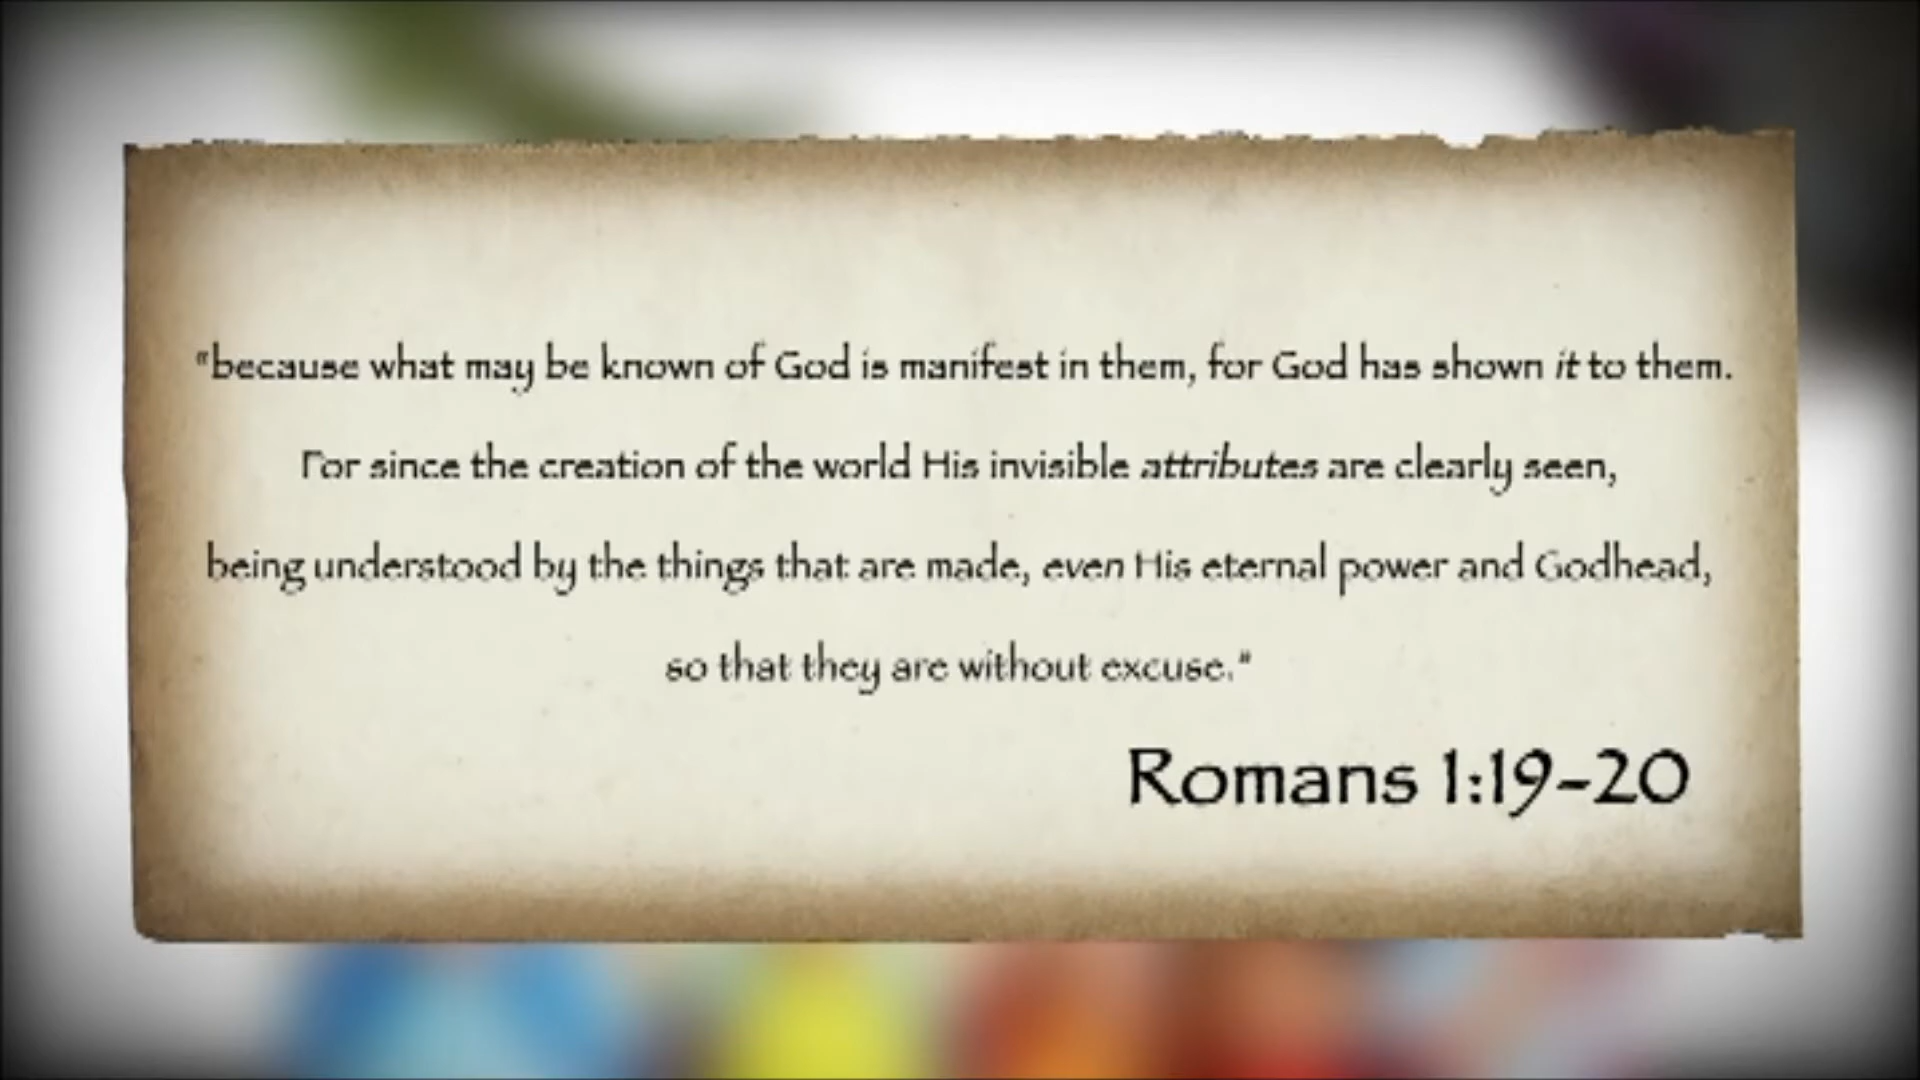 "because what may be known of God is manifest in them, for God has shown it to them.
For since the creation of the world His invisible attributes are clearly seen,
being understood by the things that are made, even His eternal power and Godhead,
so that they are without excuse."
Romans 1:19-20